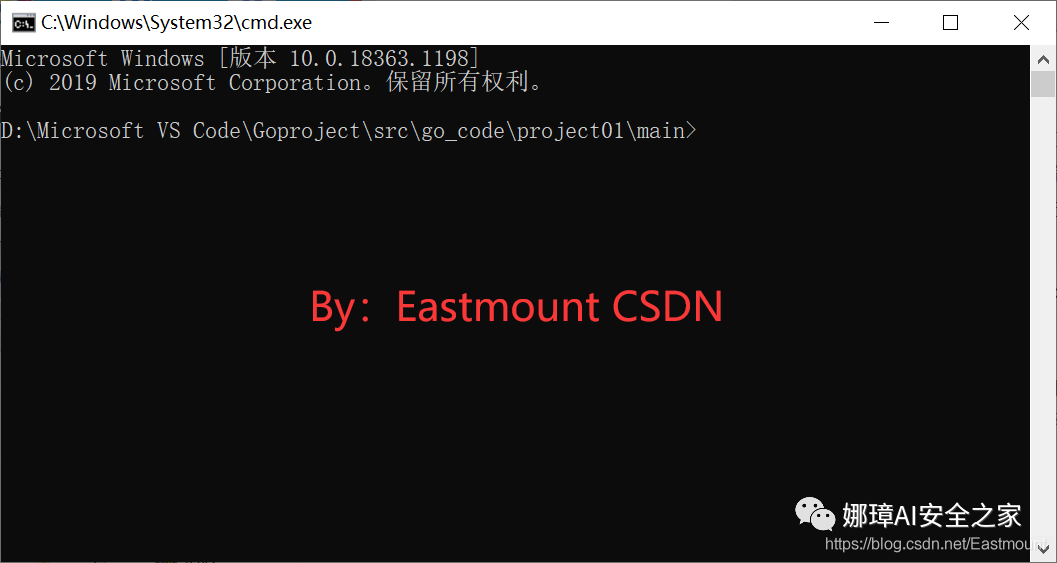 C:\Windows\System32\cmd.exe
Microsoft Windows [版本 10.0.18363.1198]
(c) 2019 Microsoft Corporation。保留所有权利。
D:\Microsoft VS Code\Goproject\src\go_code\project01\main>
By：Eastmount CSDN
娜璋AI安全之家
https://blog.csdn.net/Eastmount